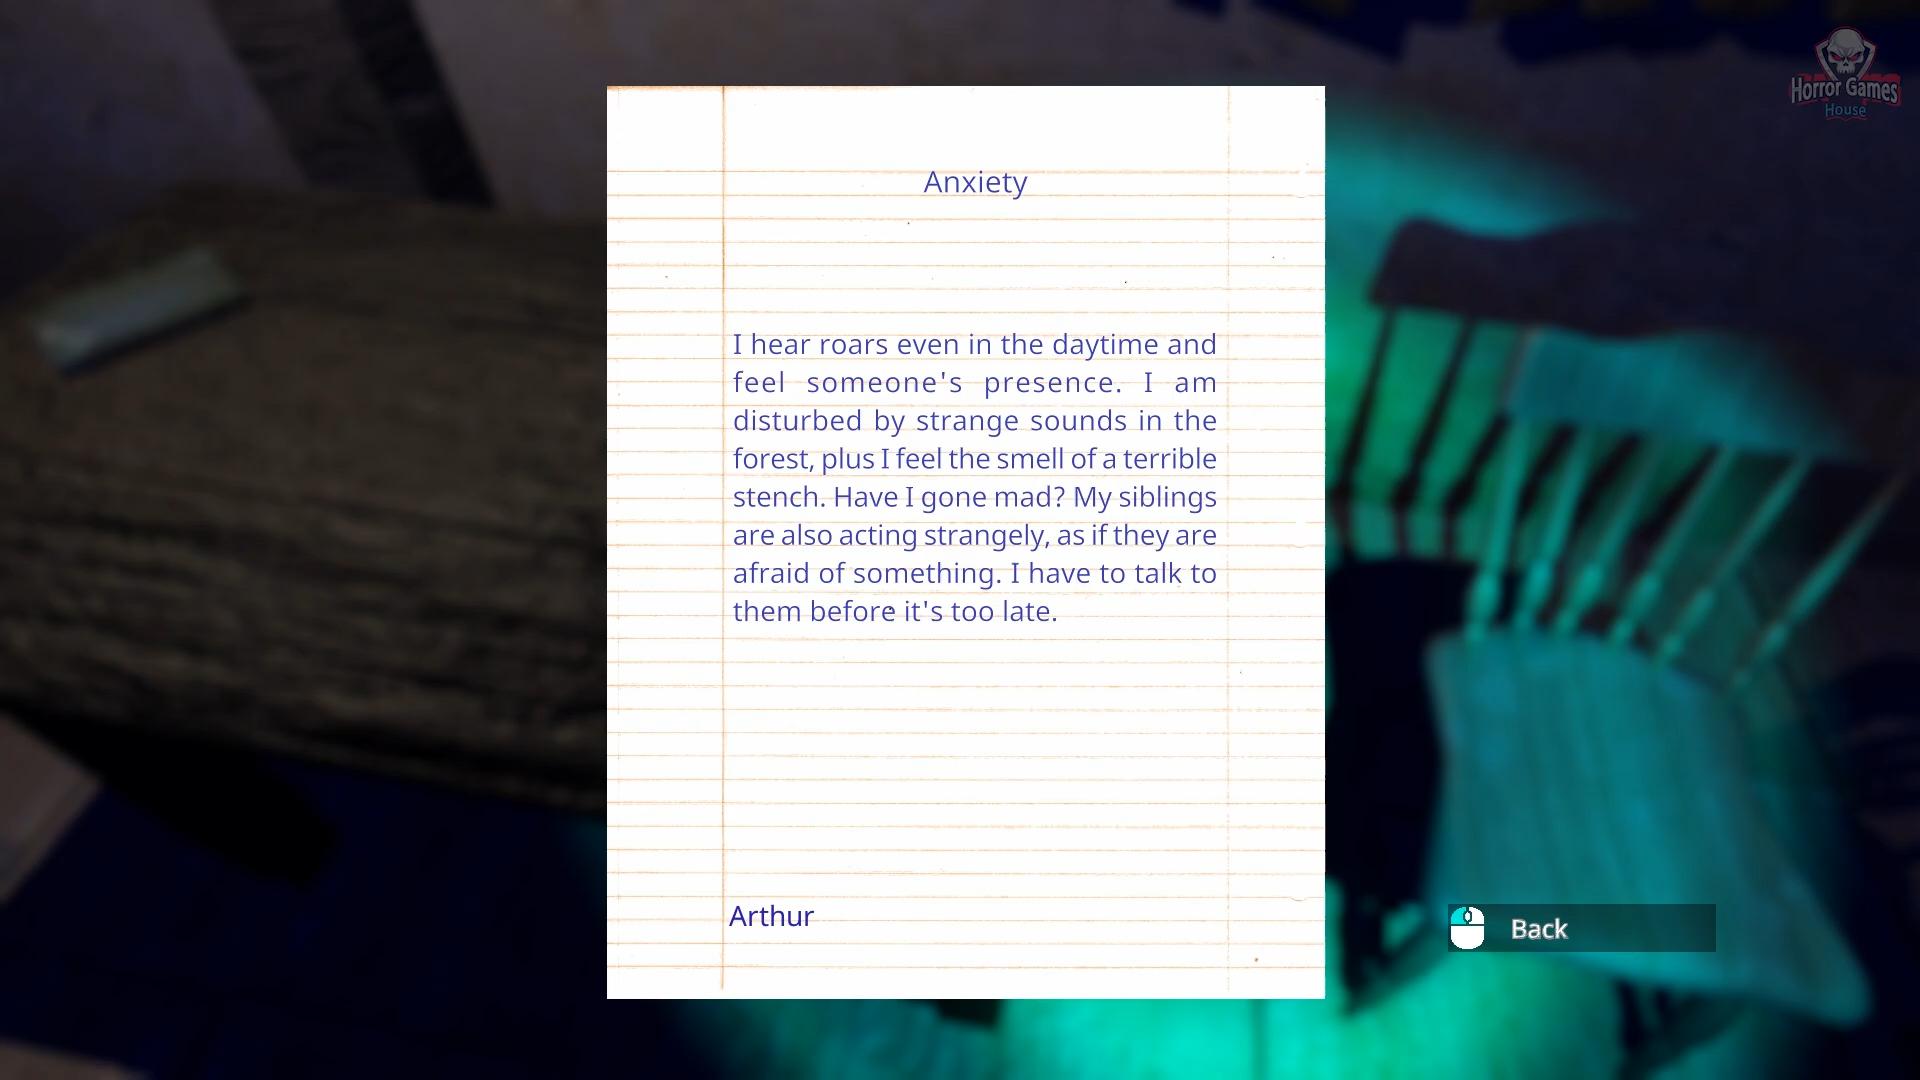 Horror Games
House
Anxiety
I hear roars even in the daytime and
feel someone's presence. I am
disturbed by strange sounds in the
forest, plus I feel the smell of a terrible
stench. Have I gone mad? My siblings
are also acting strangely, as if they are
afraid of something. I have to talk to
them before it's too late.
Arthur
Back